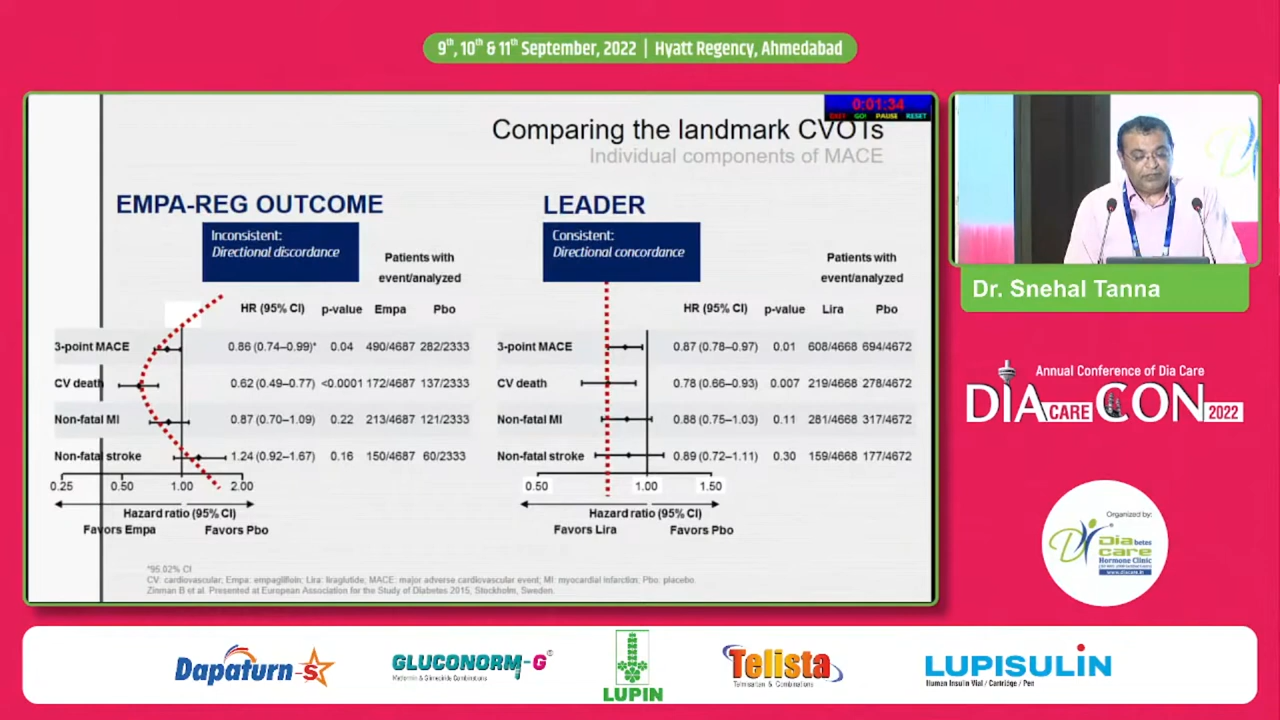 9th, 10th & 11th September, 2022 | Hyatt Regency, Ahmedabad
0:01:34
EXIT GO! PAUSE RESET
Comparing the landmark CVOTs
Individual components of MACE
EMPA-REG OUTCOME
Inconsistent:
Directional discordance
Patients with
event/analyzed
HR (95% CI) p-value Empa Pbo
3-point MACE 0.86 (0.74–0.99)* 0.04 490/4687 282/2333
CV death 0.62 (0.49–0.77) <0.0001 172/4687 137/2333
Non-fatal MI 0.87 (0.70–1.09) 0.22 213/4687 121/2333
Non-fatal stroke 1.24 (0.92–1.67) 0.16 150/4687 60/2333
0.25 0.50 1.00 2.00
Hazard ratio (95% CI)
Favors Empa Favors Pbo
LEADER
Consistent:
Directional concordance
Patients with
event/analyzed
HR (95% CI) p-value Lira Pbo
3-point MACE 0.87 (0.78–0.97) 0.01 608/4668 694/4672
CV death 0.78 (0.66–0.93) 0.007 219/4668 278/4672
Non-fatal MI 0.88 (0.75–1.03) 0.11 281/4668 317/4672
Non-fatal stroke 0.89 (0.72–1.11) 0.30 159/4668 177/4672
0.50 1.00 1.50
Hazard ratio (95% CI)
Favors Lira Favors Pbo
*95.02% CI
CV: cardiovascular; Empa: empagliflozin; Lira: liraglutide, MACE: major adverse cardiovascular event; MI: myocardial infarction; Pbo: placebo.
Zinman B et al. Presented at European Association for the Study of Diabetes 2015, Stockholm, Sweden.
Dr. Snehal Tanna
Annual Conference of Dia Care
DIA CARE CON 2022
Organized by:
Diabetes
care
Hormone Clinic
www.diacare.in
Dapaturn-S
GLUCONORM-G®
Metformin & Glimepiride Combinations
LUPIN
Telista
Telmisartan & Combinations
LUPISULIN
Human Insulin Vial / Cartridge / Pen